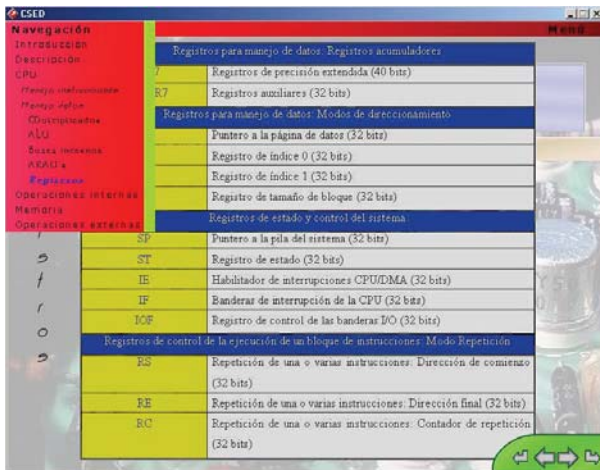 CSED
Navegación
Menú
Introducción
Descripción
CPU
Manejo
Manejo datos
Multiplicador
ALU
Buses internos
ARAU's
Registros
Operaciones internas
Memoria
Operaciones externas
Registros para manejo de datos: Registros acumuladores
7 Registros de precisión extendida (40 bits)
R7 Registros auxiliares (32 bits)
Registros para manejo de datos: Modos de direccionamiento
Puntero a la página de datos (32 bits)
Registro de índice 0 (32 bits)
Registro de índice 1 (32 bits)
Registro de tamaño de bloque (32 bits)
Registros de estado y control del sistema:
SP Puntero a la pila del sistema (32 bits)
ST Registro de estado (32 bits)
IE Habilitador de interrupciones CPU/DMA (32 bits)
IF Banderas de interrupción de la CPU (32 bits)
IOF Registro de control de las banderas I/O (32 bits)
Registros de control de la ejecución de un bloque de instrucciones: Modo Repetición
RS Repetición de una o varias instrucciones: Dirección de comienzo
(32 bits)
RE Repetición de una o varias instrucciones: Dirección final (32 bits)
RC Repetición de una o varias instrucciones: Contador de repetición
(32 bits)
s
t
r
o
s